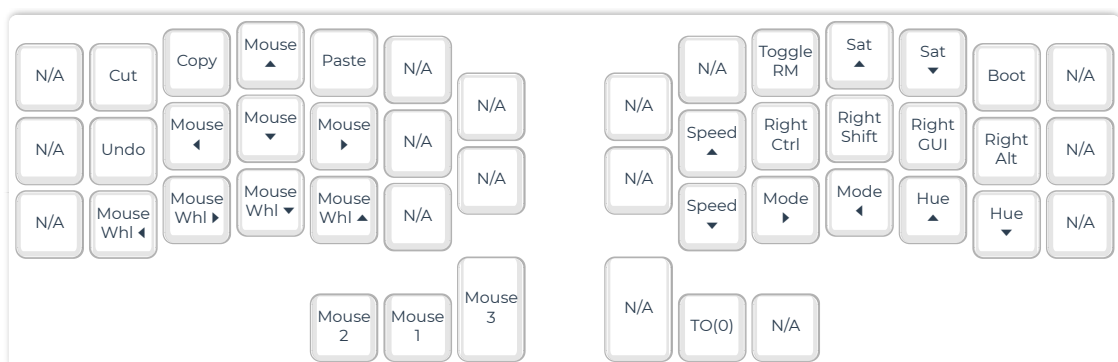 N/A
Cut
Copy
Mouse
▲
Paste
N/A
N/A
N/A
N/A
Toggle
RM
Sat
▲
Sat
▼
Boot
N/A
N/A
Undo
Mouse
◀
Mouse
▼
Mouse
▶
N/A
N/A
N/A
Speed
▲
Right
Ctrl
Right
Shift
Right
GUI
Right
Alt
N/A
N/A
Mouse
Whl ◀
Mouse
Whl ▶
Mouse
Whl ▼
Mouse
Whl ▲
N/A
Speed
▼
Mode
▶
Mode
◀
Hue
▲
Hue
▼
N/A
Mouse
2
Mouse
1
Mouse
3
N/A
TO(0)
N/A